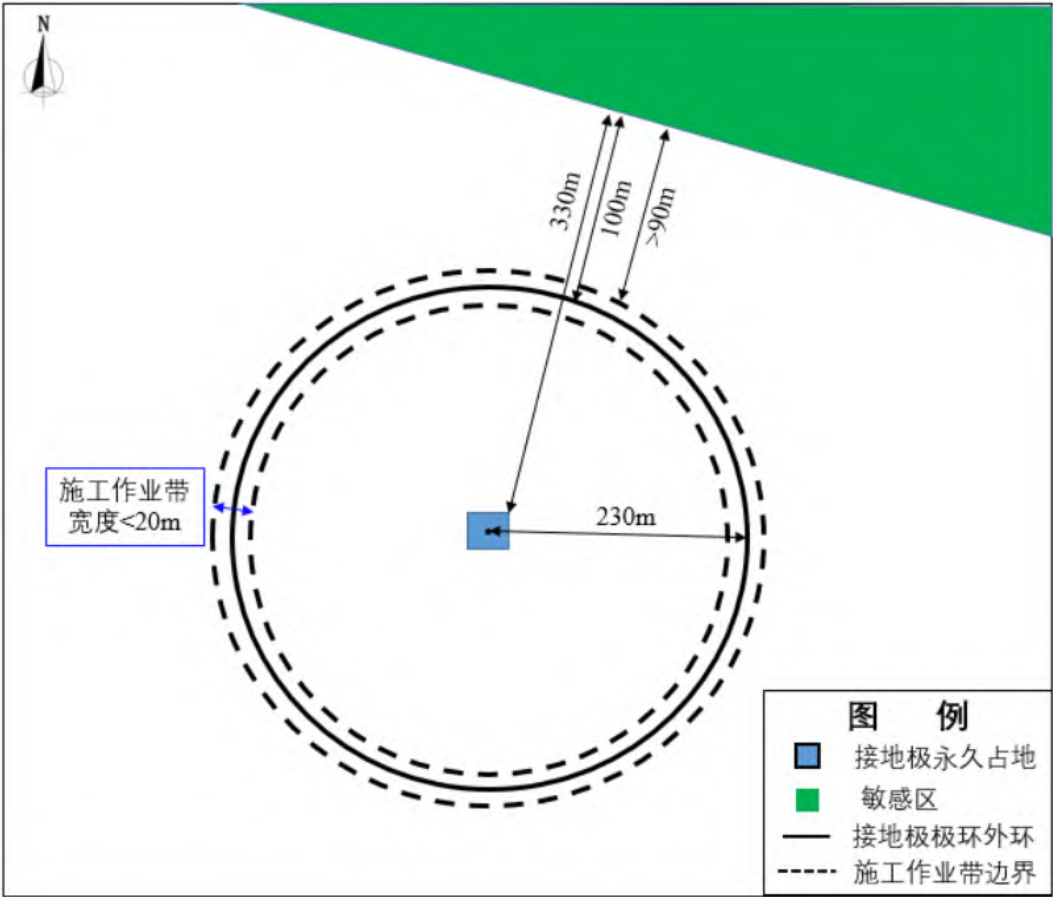 N
330m
100m
>90m
施工作业带
宽度<20m
230m
图 例
接地极永久占地
敏感区
接地极极环外环
施工作业带边界